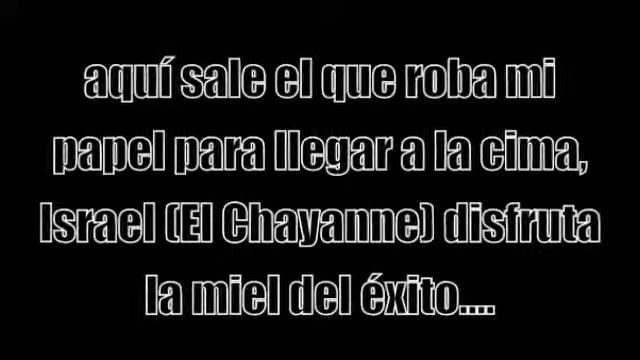 aquí sale el que roba mi
papel para llegar a la cima,
Israel (El Chayanne) disfruta
la miel del éxito....